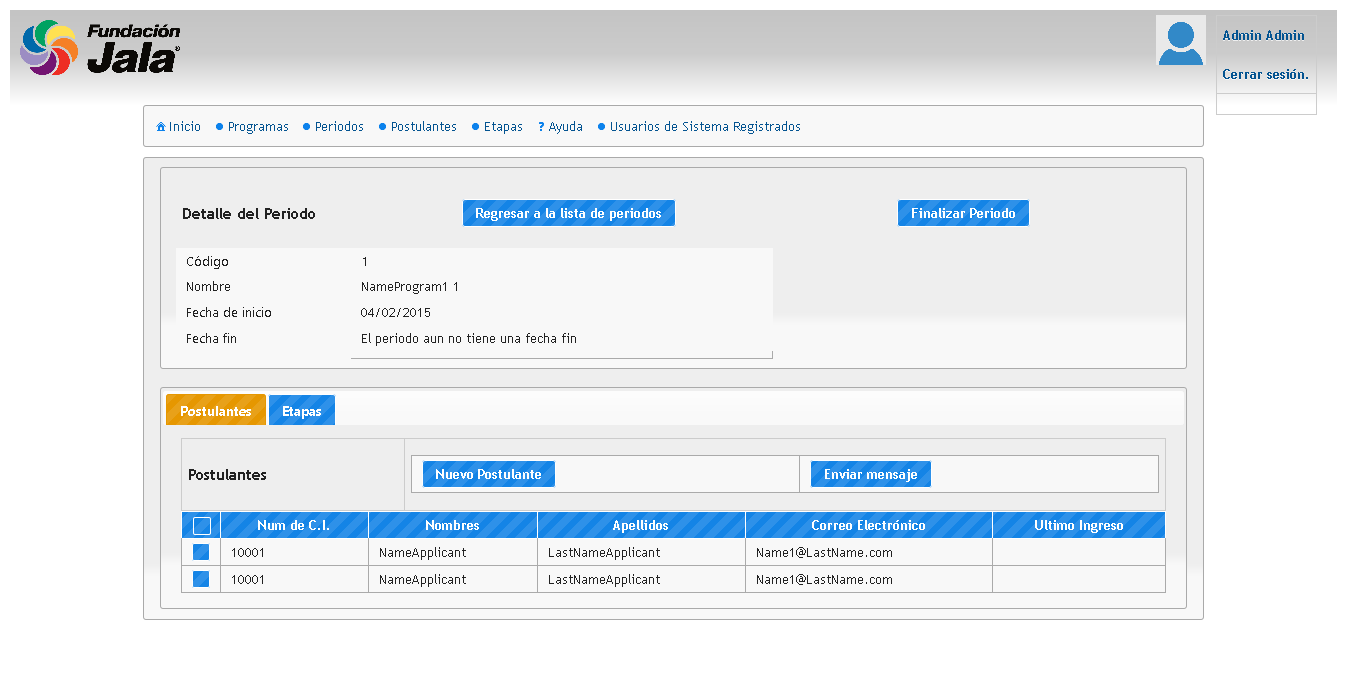 Fundación
Jala®
Admin Admin
Cerrar sesión.
Inicio Programas Periodos Postulantes Etapas ? Ayuda Usuarios de Sistema Registrados
Detalle del Periodo Regresar a la lista de periodos Finalizar Periodo
Código 1
Nombre NameProgram1 1
Fecha de inicio 04/02/2015
Fecha fin El periodo aun no tiene una fecha fin
Postulantes Etapas
Postulantes Nuevo Postulante Enviar mensaje
Num de C.I. Nombres Apellidos Correo Electrónico Ultimo Ingreso
10001 NameApplicant LastNameApplicant Name1@LastName.com
10001 NameApplicant LastNameApplicant Name1@LastName.com